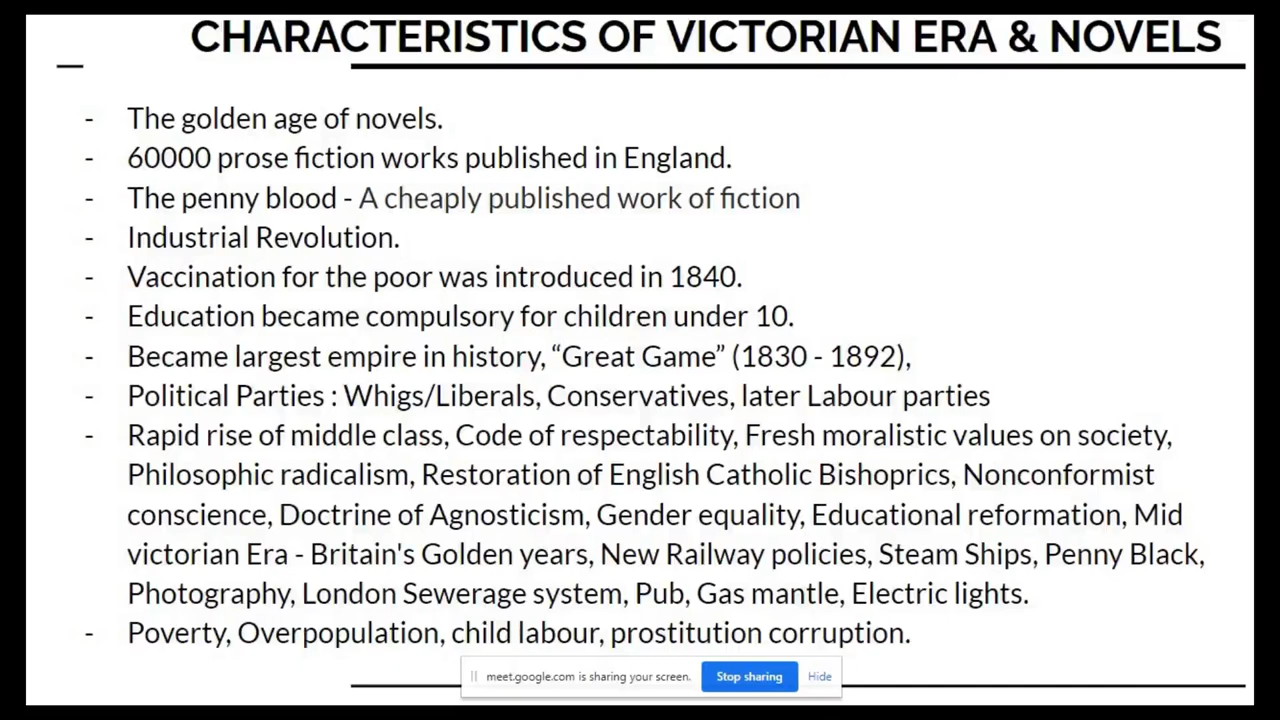 CHARACTERISTICS OF VICTORIAN ERA & NOVELS
- The golden age of novels.
- 60000 prose fiction works published in England.
- The penny blood - A cheaply published work of fiction
- Industrial Revolution.
- Vaccination for the poor was introduced in 1840.
- Education became compulsory for children under 10.
- Became largest empire in history, “Great Game” (1830 - 1892),
- Political Parties : Whigs/Liberals, Conservatives, later Labour parties
- Rapid rise of middle class, Code of respectability, Fresh moralistic values on society,
Philosophic radicalism, Restoration of English Catholic Bishoprics, Nonconformist
conscience, Doctrine of Agnosticism, Gender equality, Educational reformation, Mid
victorian Era - Britain's Golden years, New Railway policies, Steam Ships, Penny Black,
Photography, London Sewerage system, Pub, Gas mantle, Electric lights.
- Poverty, Overpopulation, child labour, prostitution corruption.
meet.google.com is sharing your screen. Stop sharing Hide